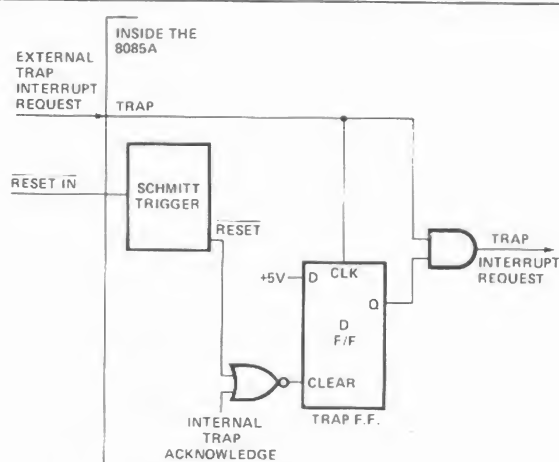 INSIDE THE
8085A
EXTERNAL
TRAP
INTERRUPT
REQUEST
TRAP
RESET IN
SCHMITT
TRIGGER
RESET
+5V
D
CLK
Q
D
F/F
CLEAR
TRAP F.F.
TRAP
INTERRUPT
REQUEST
INTERNAL
TRAP
ACKNOWLEDGE